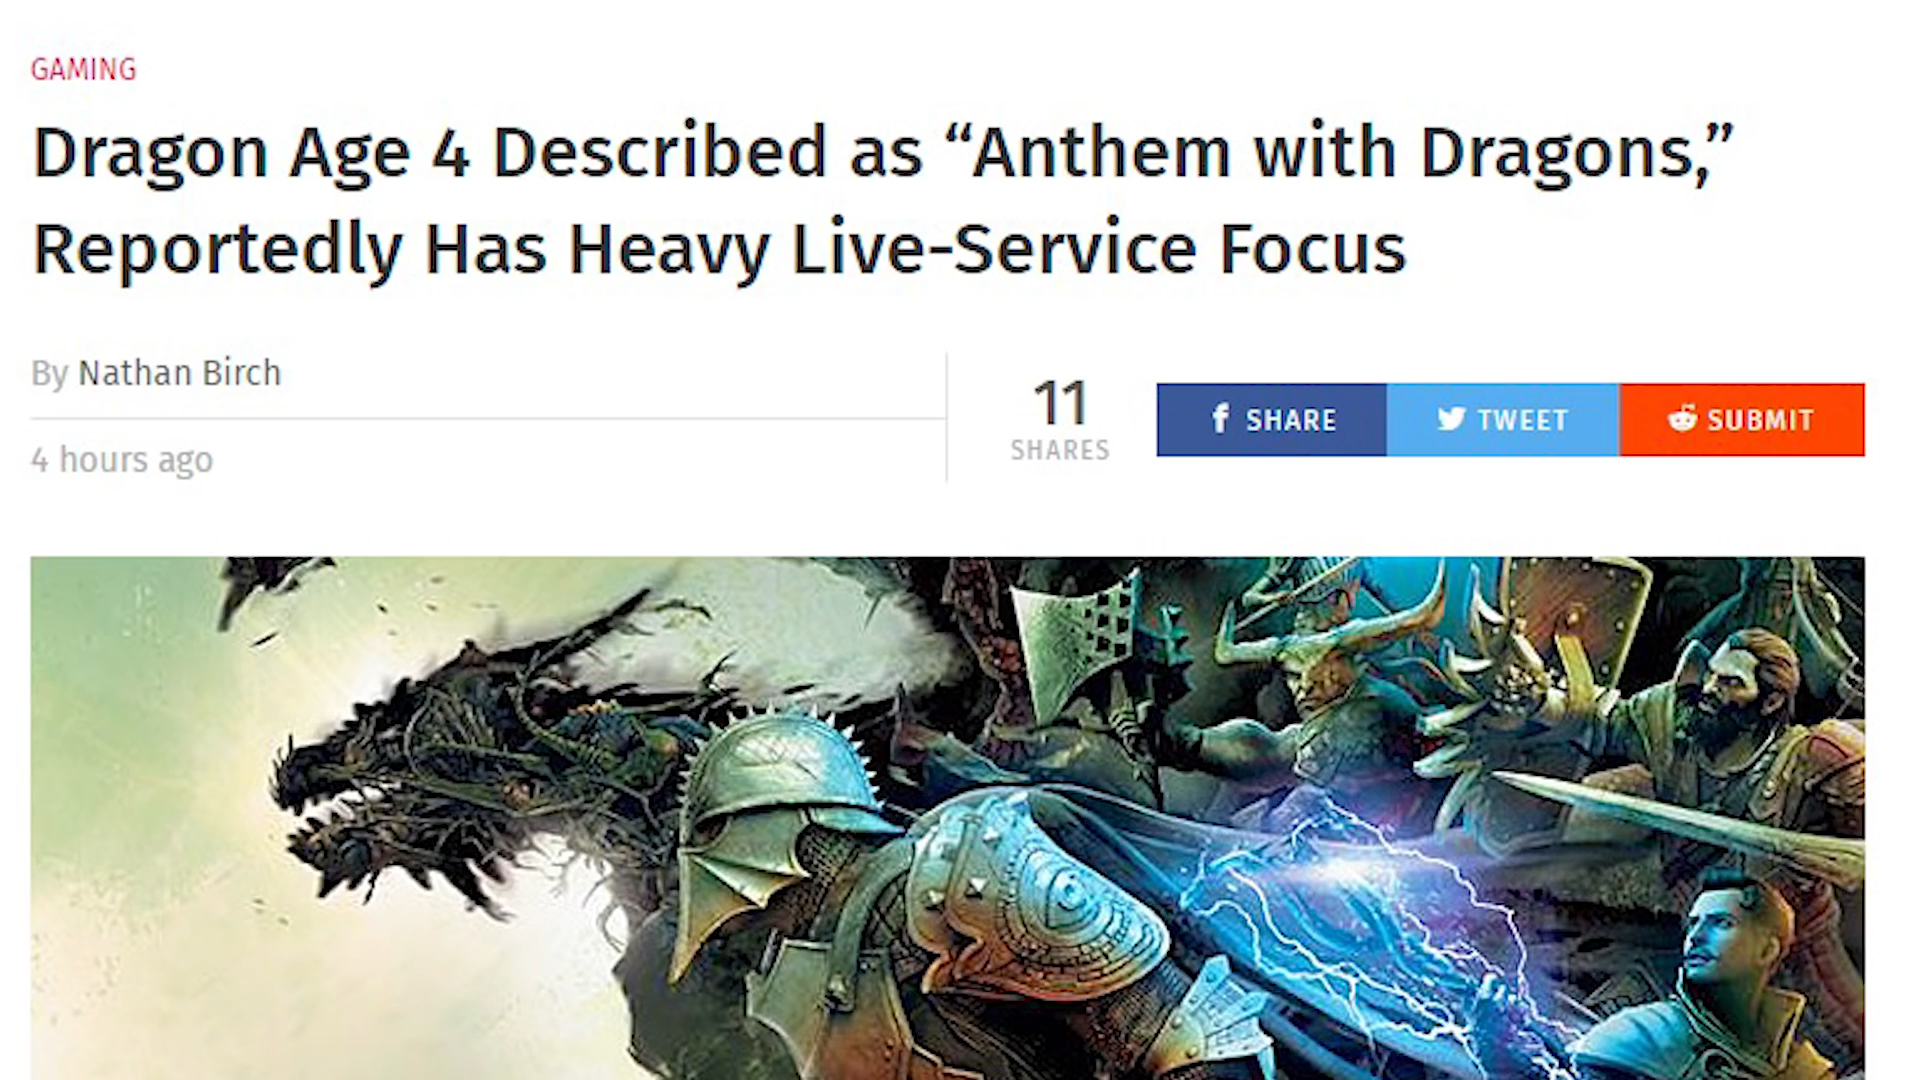 GAMING
Dragon Age 4 Described as “Anthem with Dragons,”
Reportedly Has Heavy Live-Service Focus
By Nathan Birch
4 hours ago
11
SHARES
SHARE
TWEET
SUBMIT